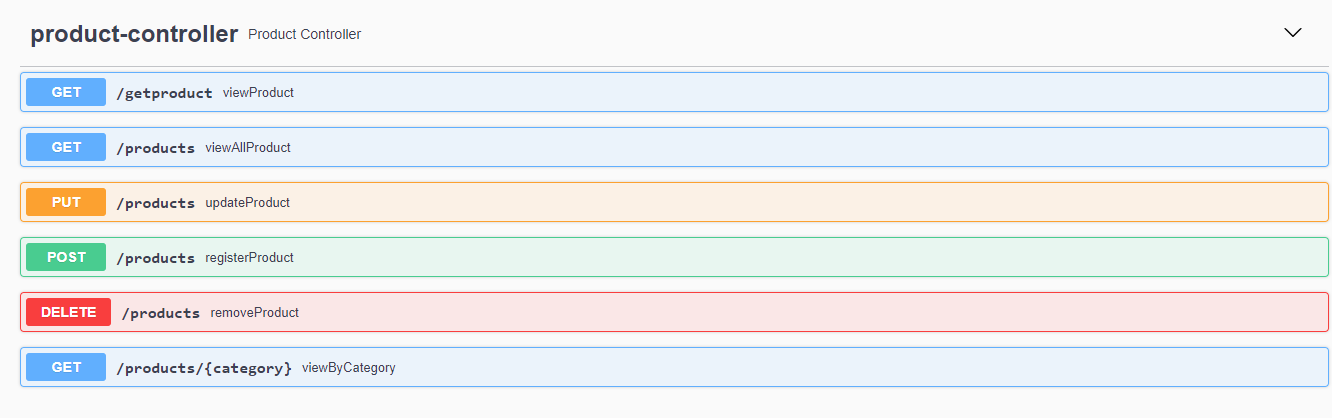 product-controller Product Controller
GET /getproduct viewProduct
GET /products viewAllProduct
PUT /products updateProduct
POST /products registerProduct
DELETE /products removeProduct
GET /products/{category} viewByCategory